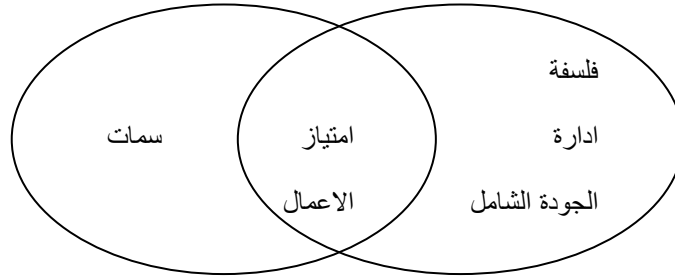 فلسفة
ادارة
الجودة الشامل
امتياز
الاعمال
سمات